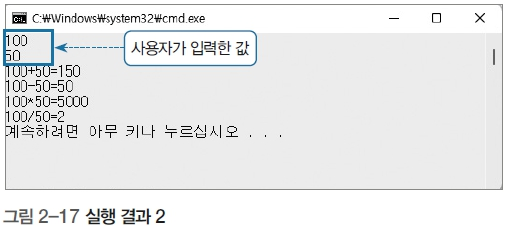 C:₩Windows₩system32₩cmd.exe
100
50
사용자가 입력한 값
100+50=150
100-50=50
100*50=5000
100/50=2
계속하려면 아무 키나 누르십시오 . . .
그림 2-17 실행 결과 2